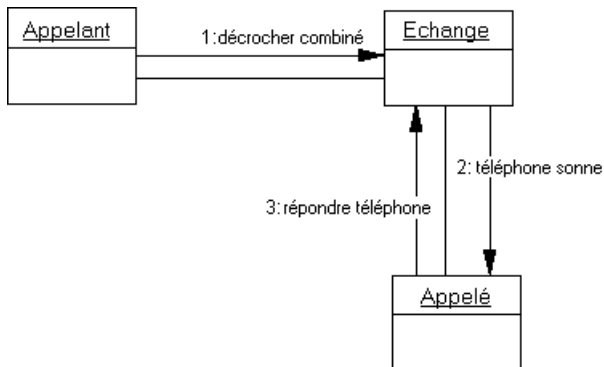 Appelant
1:décrocher combiné
Echange
2: téléphone sonne
3:répondre téléphone
Appelé